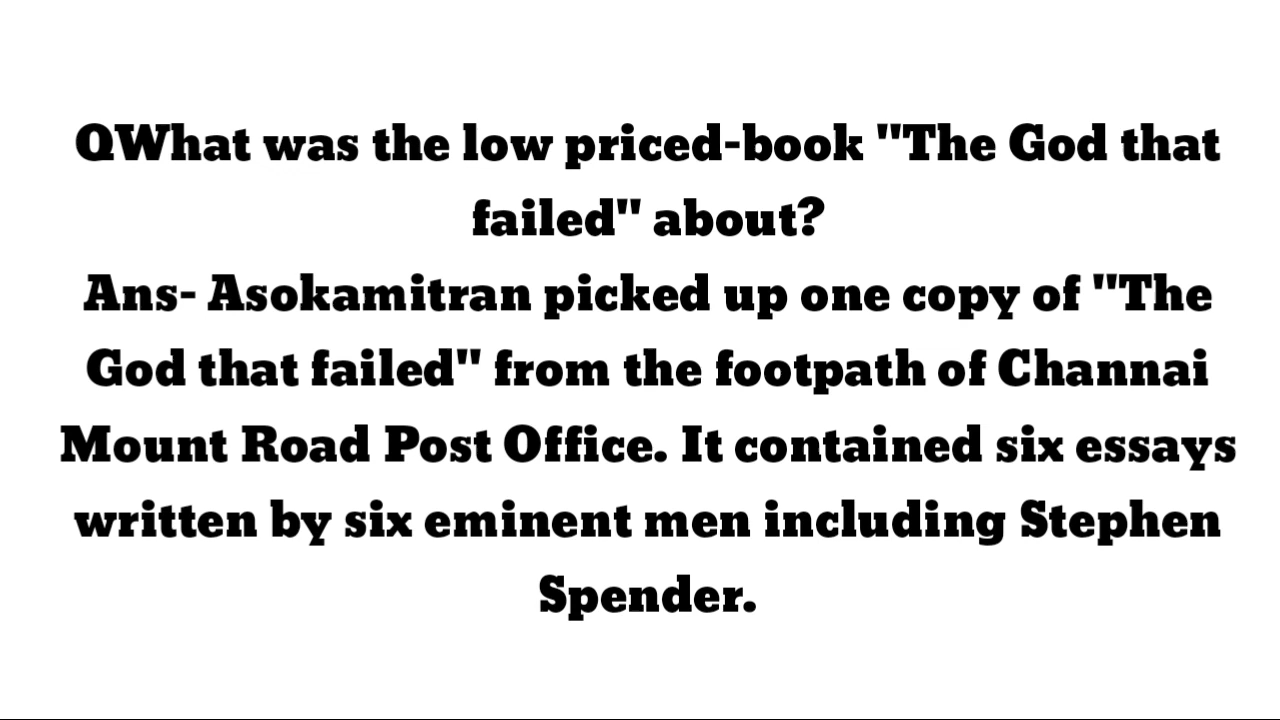 QWhat was the low priced-book "The God that
failed" about?
Ans- Asokamitran picked up one copy of "The
God that failed" from the footpath of Channai
Mount Road Post Office. It contained six essays
written by six eminent men including Stephen
Spender.